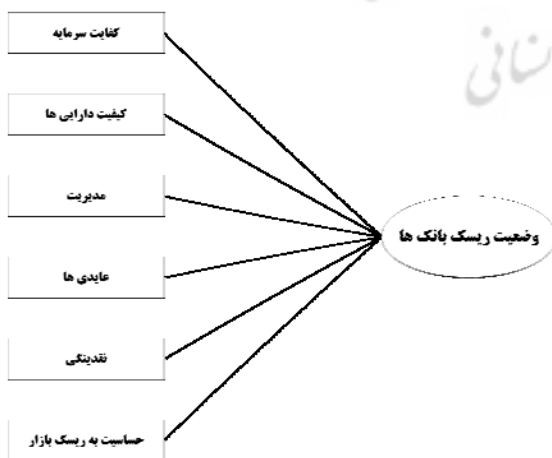 کفایت سرمایه
کیفیت دارایی ها
مدیریت
عایدی ها
نقدینگی
حساسیت به ریسک بازار
وضعیت ریسک بانک ها